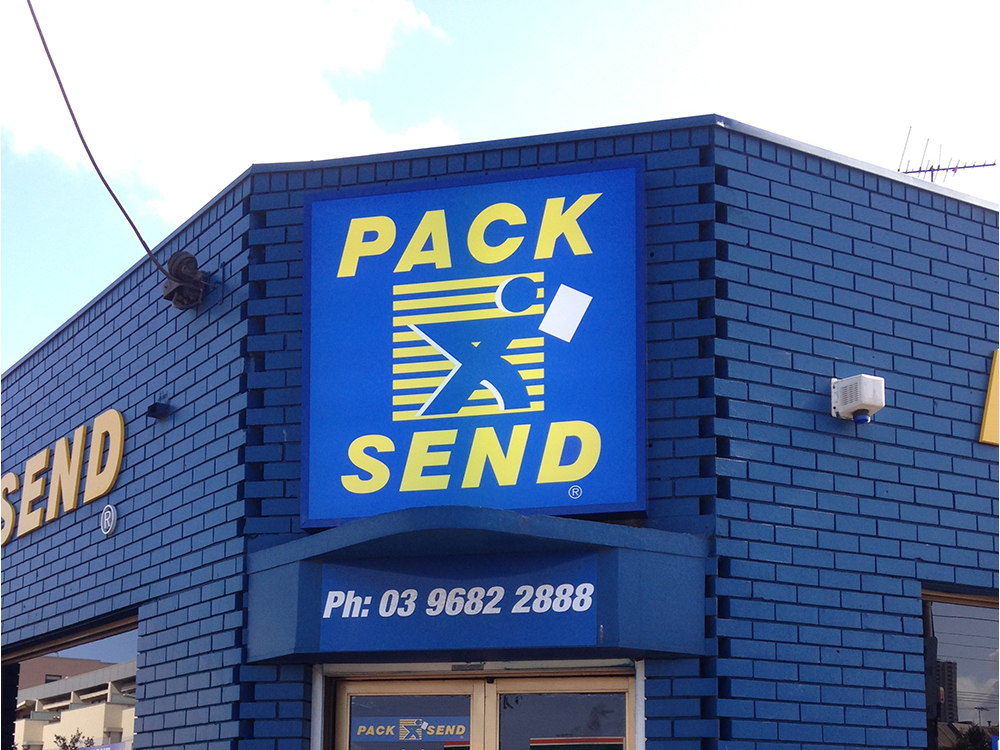 PACK
SEND
®
SEND
®
Ph: 03 9682 2888
PACK SEND